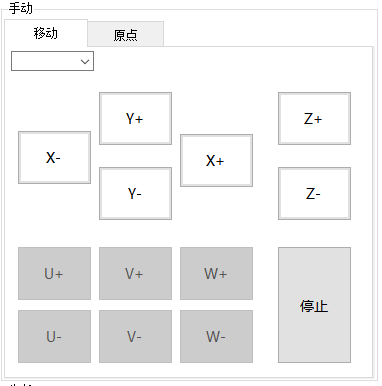 手动
移动 原点
Y+ Z+
X- X+
Y- Z-
U+ V+ W+
停止
U- V- W-